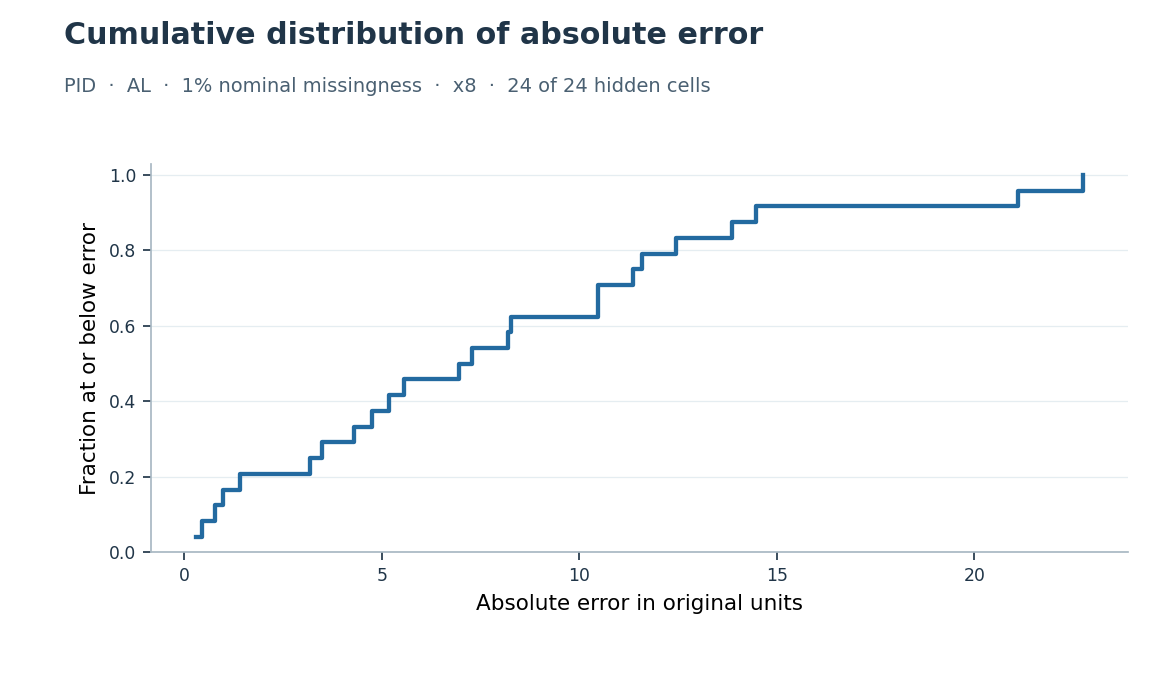 Cumulative distribution of absolute error
PID · AL · 1% nominal missingness · x8 · 24 of 24 hidden cells
Fraction at or below error
1.0
0.8
0.6
0.4
0.2
0.0
0 5 10 15 20
Absolute error in original units